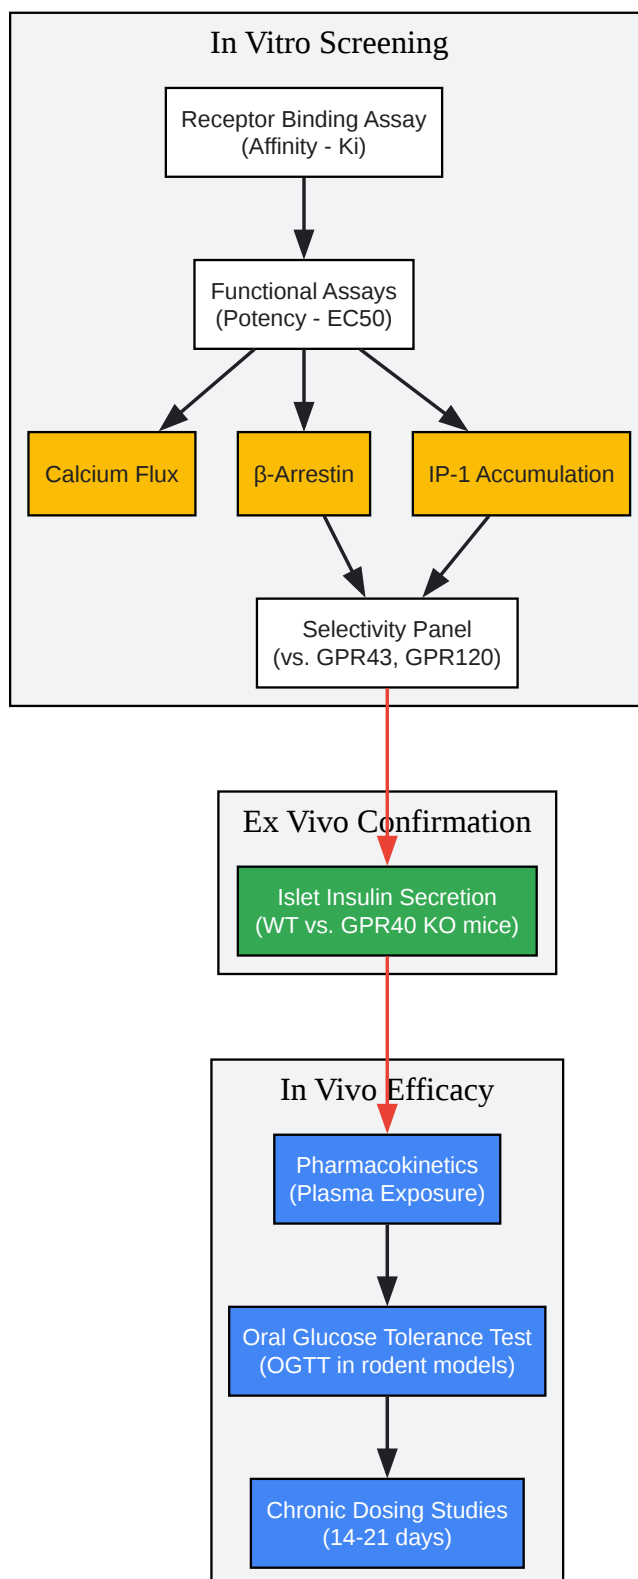 In Vitro Screening
Receptor Binding Assay
(Affinity - Ki)
Functional Assays
(Potency - EC50)
Calcium Flux
β-Arrestin
IP-1 Accumulation
Selectivity Panel
(vs. GPR43, GPR120)
Ex Vivo Confirmation
Islet Insulin Secretion
(WT vs. GPR40 KO mice)
In Vivo Efficacy
Pharmacokinetics
(Plasma Exposure)
Oral Glucose Tolerance Test
(OGTT in rodent models)
Chronic Dosing Studies
(14-21 days)